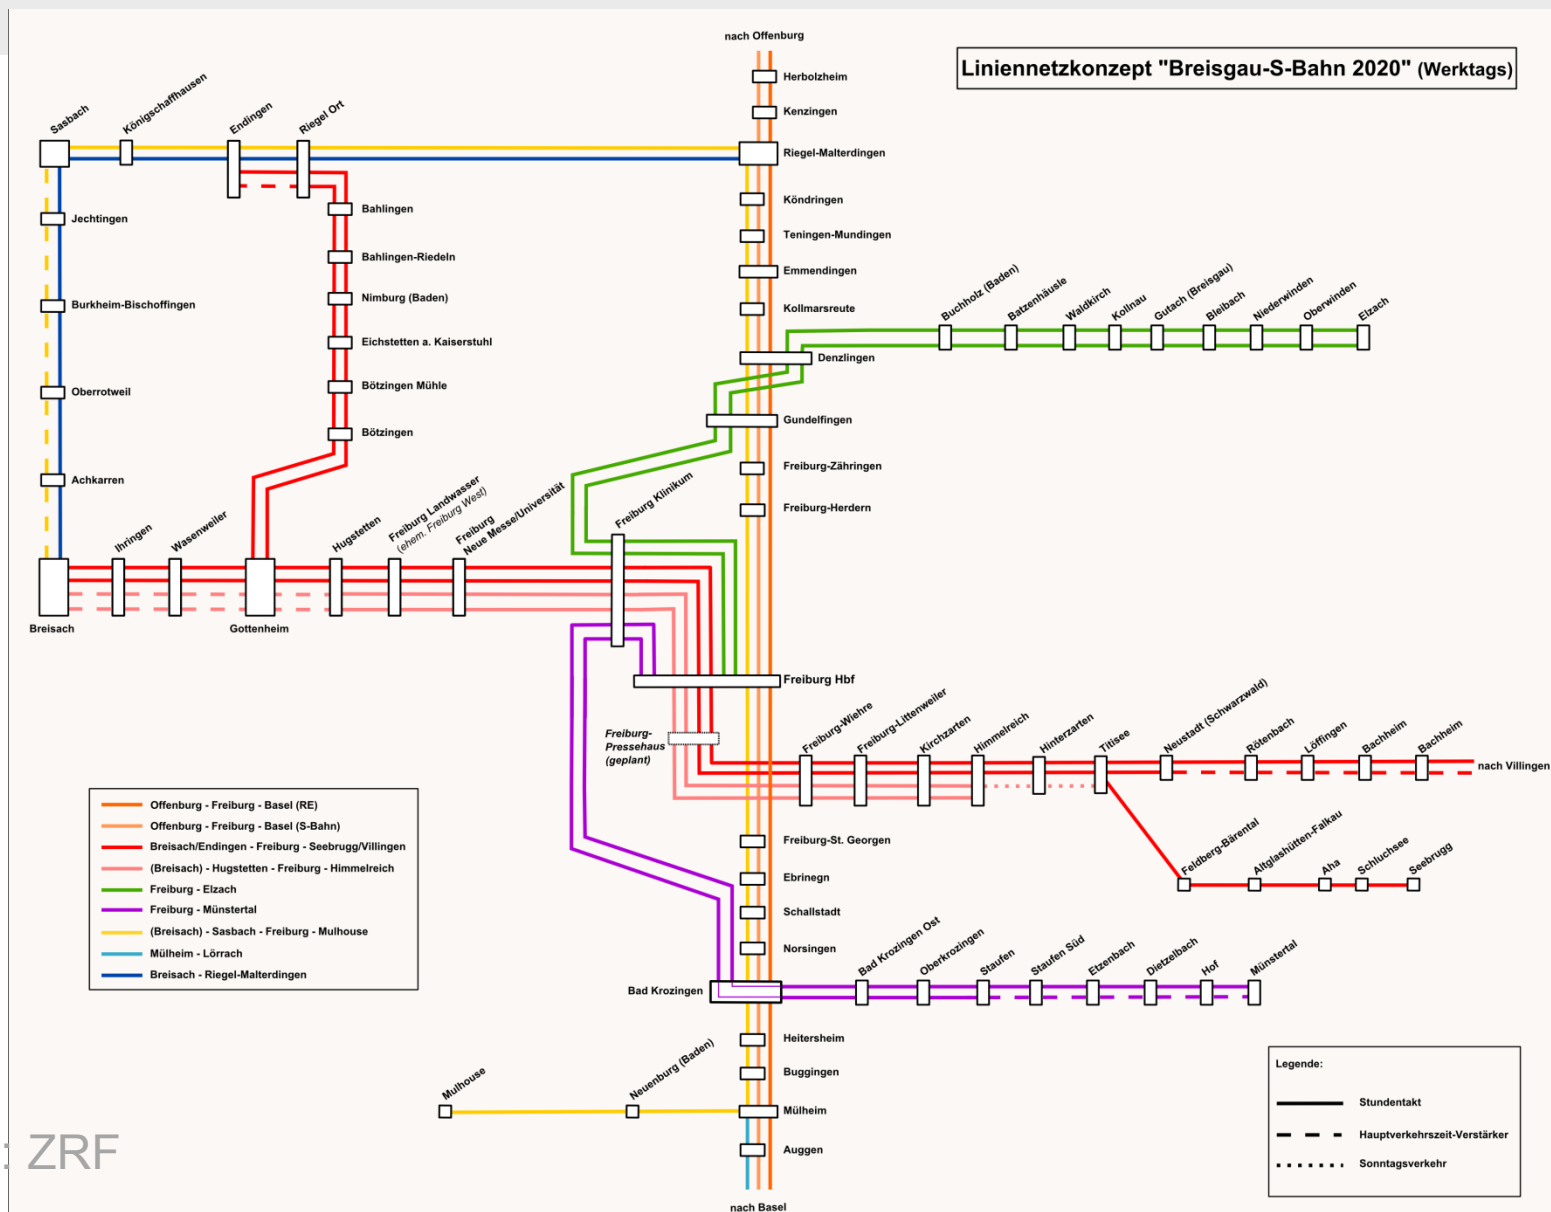 nach Offenburg
Liniennetzkonzept "Breisgau-S-Bahn 2020" (Werktags)
Herbolzheim
Kenzingen
Sasbach
Königschaffhausen
Endingen
Riegel Ort
Riegel-Malterdingen
Köndringen
Jechtingen
Bahlingen
Teningen-Mundingen
Bahlingen-Riedeln
Emmendingen
Burkheim-Bischoffingen
Nimburg (Baden)
Kollmarsreute
Buchholz (Baden)
Batzenhäusle
Waldkirch
Kollnau
Gutach (Breisgau)
Bleibach
Niederwinden
Oberwinden
Elzach
Eichstetten a. Kaiserstuhl
Denzlingen
Oberrotweil
Bötzingen Mühle
Gundelfingen
Bötzingen
Achkarren
Freiburg-Zähringen
Freiburg-Herdern
Ihringen
Wasenweiler
Hugstetten
Freiburg Landwasser
(ehem. Freiburg West)
Freiburg
Neue Messe/Universität
Freiburg Klinikum
Breisach
Gottenheim
Freiburg Hbf
Freiburg-
Pressehaus
(geplant)
Freiburg-Wiehre
Freiburg-Littenweiler
Kirchzarten
Himmelreich
Hinterzarten
Titisee
Neustadt (Schwarzwald)
Rötenbach
Löffingen
Bachheim
Bachheim
nach Villingen
Offenburg - Freiburg - Basel (RE)
Offenburg - Freiburg - Basel (S-Bahn)
Breisach/Endingen - Freiburg - Seebrugg/Villingen
(Breisach) - Hugstetten - Freiburg - Himmelreich
Freiburg - Elzach
Freiburg - Münstertal
(Breisach) - Sasbach - Freiburg - Mulhouse
Mülheim - Lörrach
Breisach - Riegel-Malterdingen
Freiburg-St. Georgen
Feldberg-Bärental
Altglashütten-Falkau
Aha
Schluchsee
Seebrugg
Ebrinegn
Schallstadt
Norsingen
Bad Krozingen
Bad Krozingen Ost
Oberkrozingen
Staufen
Staufen Süd
Etzenbach
Dietzelbach
Hof
Münstertal
Heitersheim
Buggingen
Mulhouse
Neuenburg (Baden)
Mülheim
Auggen
nach Basel
Legende:
Stundentakt
Hauptverkehrszeit-Verstärker
Sonntagsverkehr
: ZRF